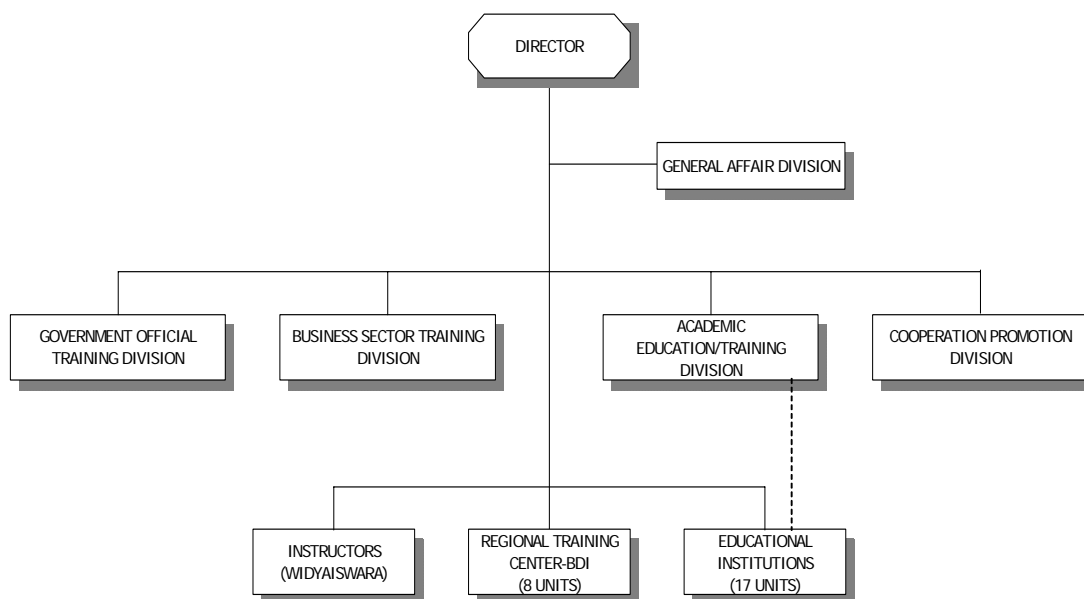 DIRECTOR
GENERAL AFFAIR DIVISION
GOVERNMENT OFFICIAL
TRAINING DIVISION
BUSINESS SECTOR TRAINING
DIVISION
ACADEMIC
EDUCATION/TRAINING
DIVISION
COOPERATION PROMOTION
DIVISION
INSTRUCTORS
(WIDYAISWARA)
REGIONAL TRAINING
CENTER-BDI
(8 UNITS)
EDUCATIONAL
INSTITUTIONS
(17 UNITS)